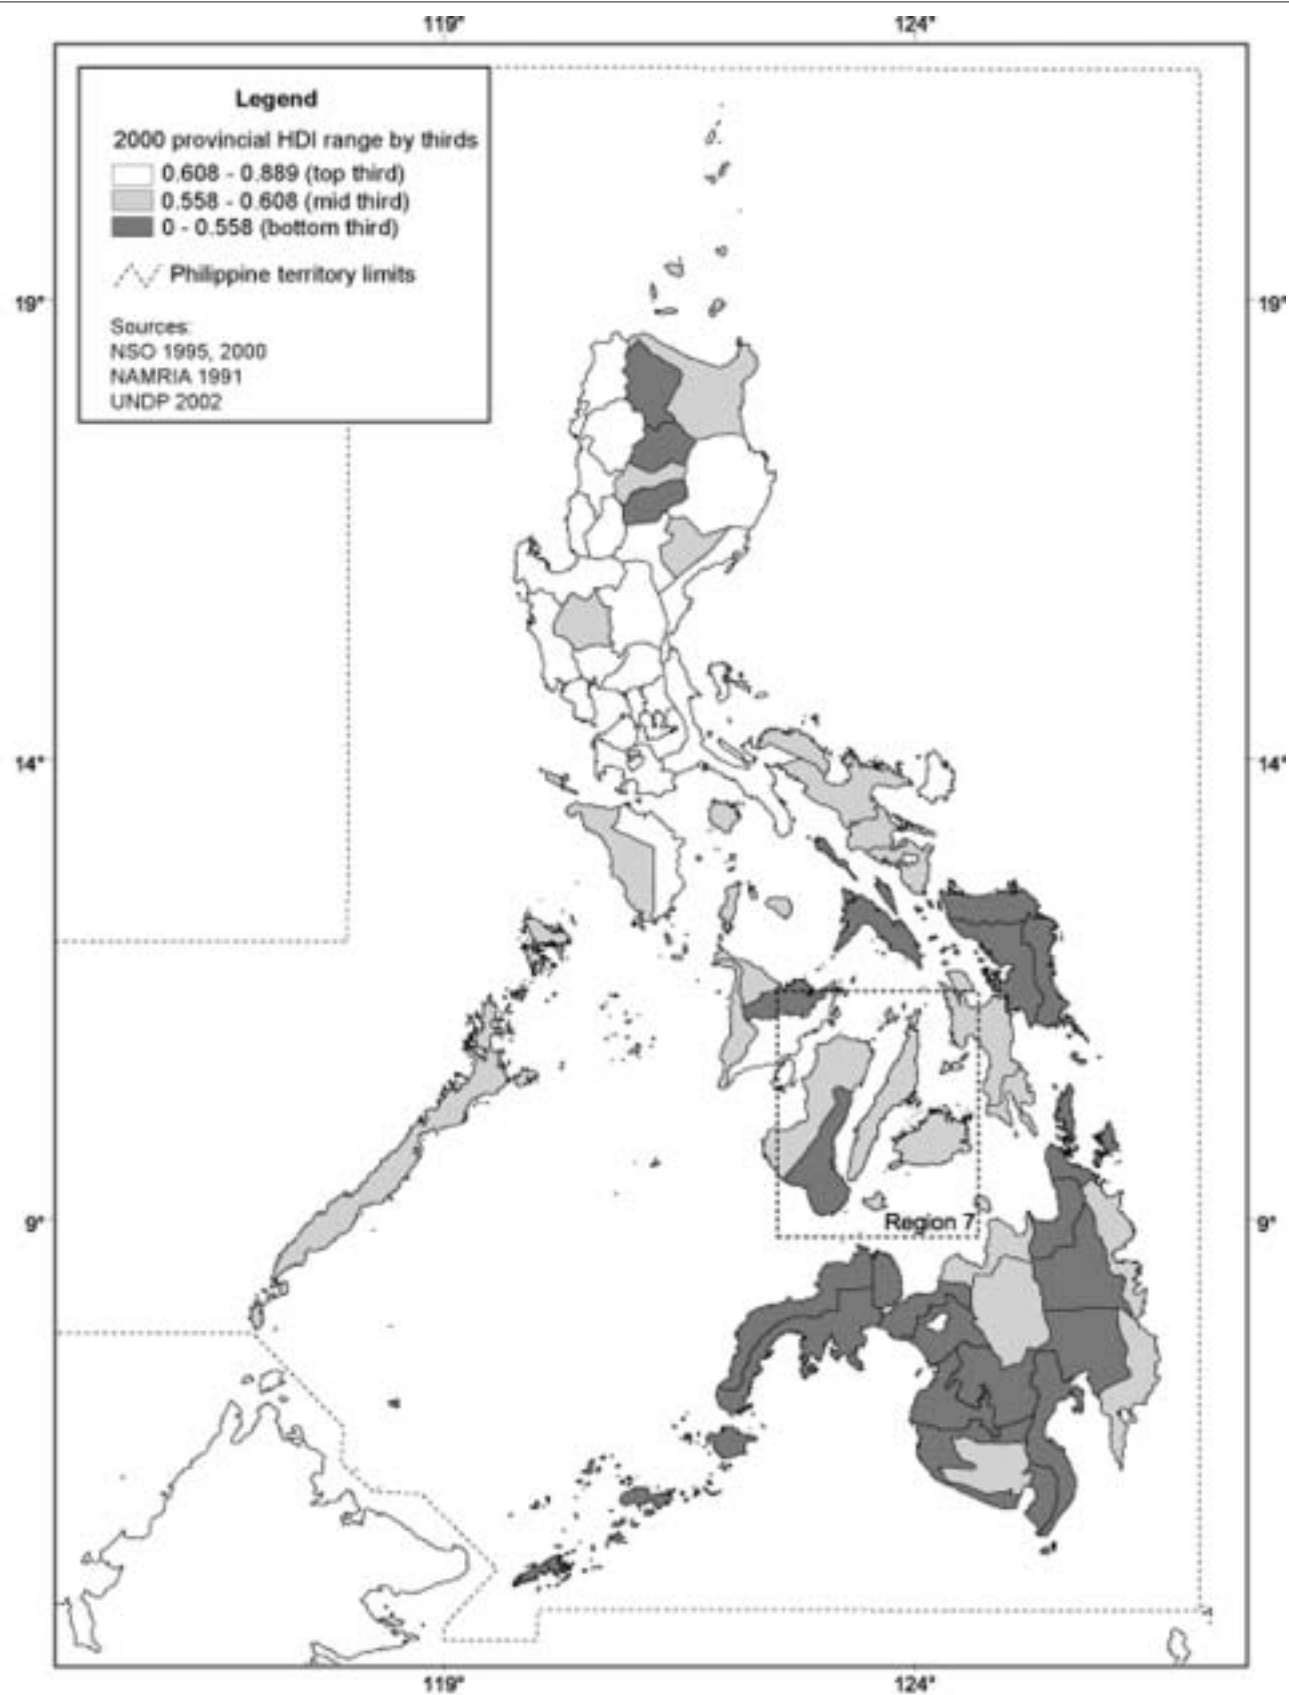 119° 124°
Legend
2000 provincial HDI range by thirds
0.608 - 0.889 (top third)
0.558 - 0.608 (mid third)
0 - 0.558 (bottom third)
Philippine territory limits
Sources:
NSO 1995, 2000
NAMRIA 1991
UNDP 2002
19° 19°
14° 14°
9° 9°
Region 7
119° 124°